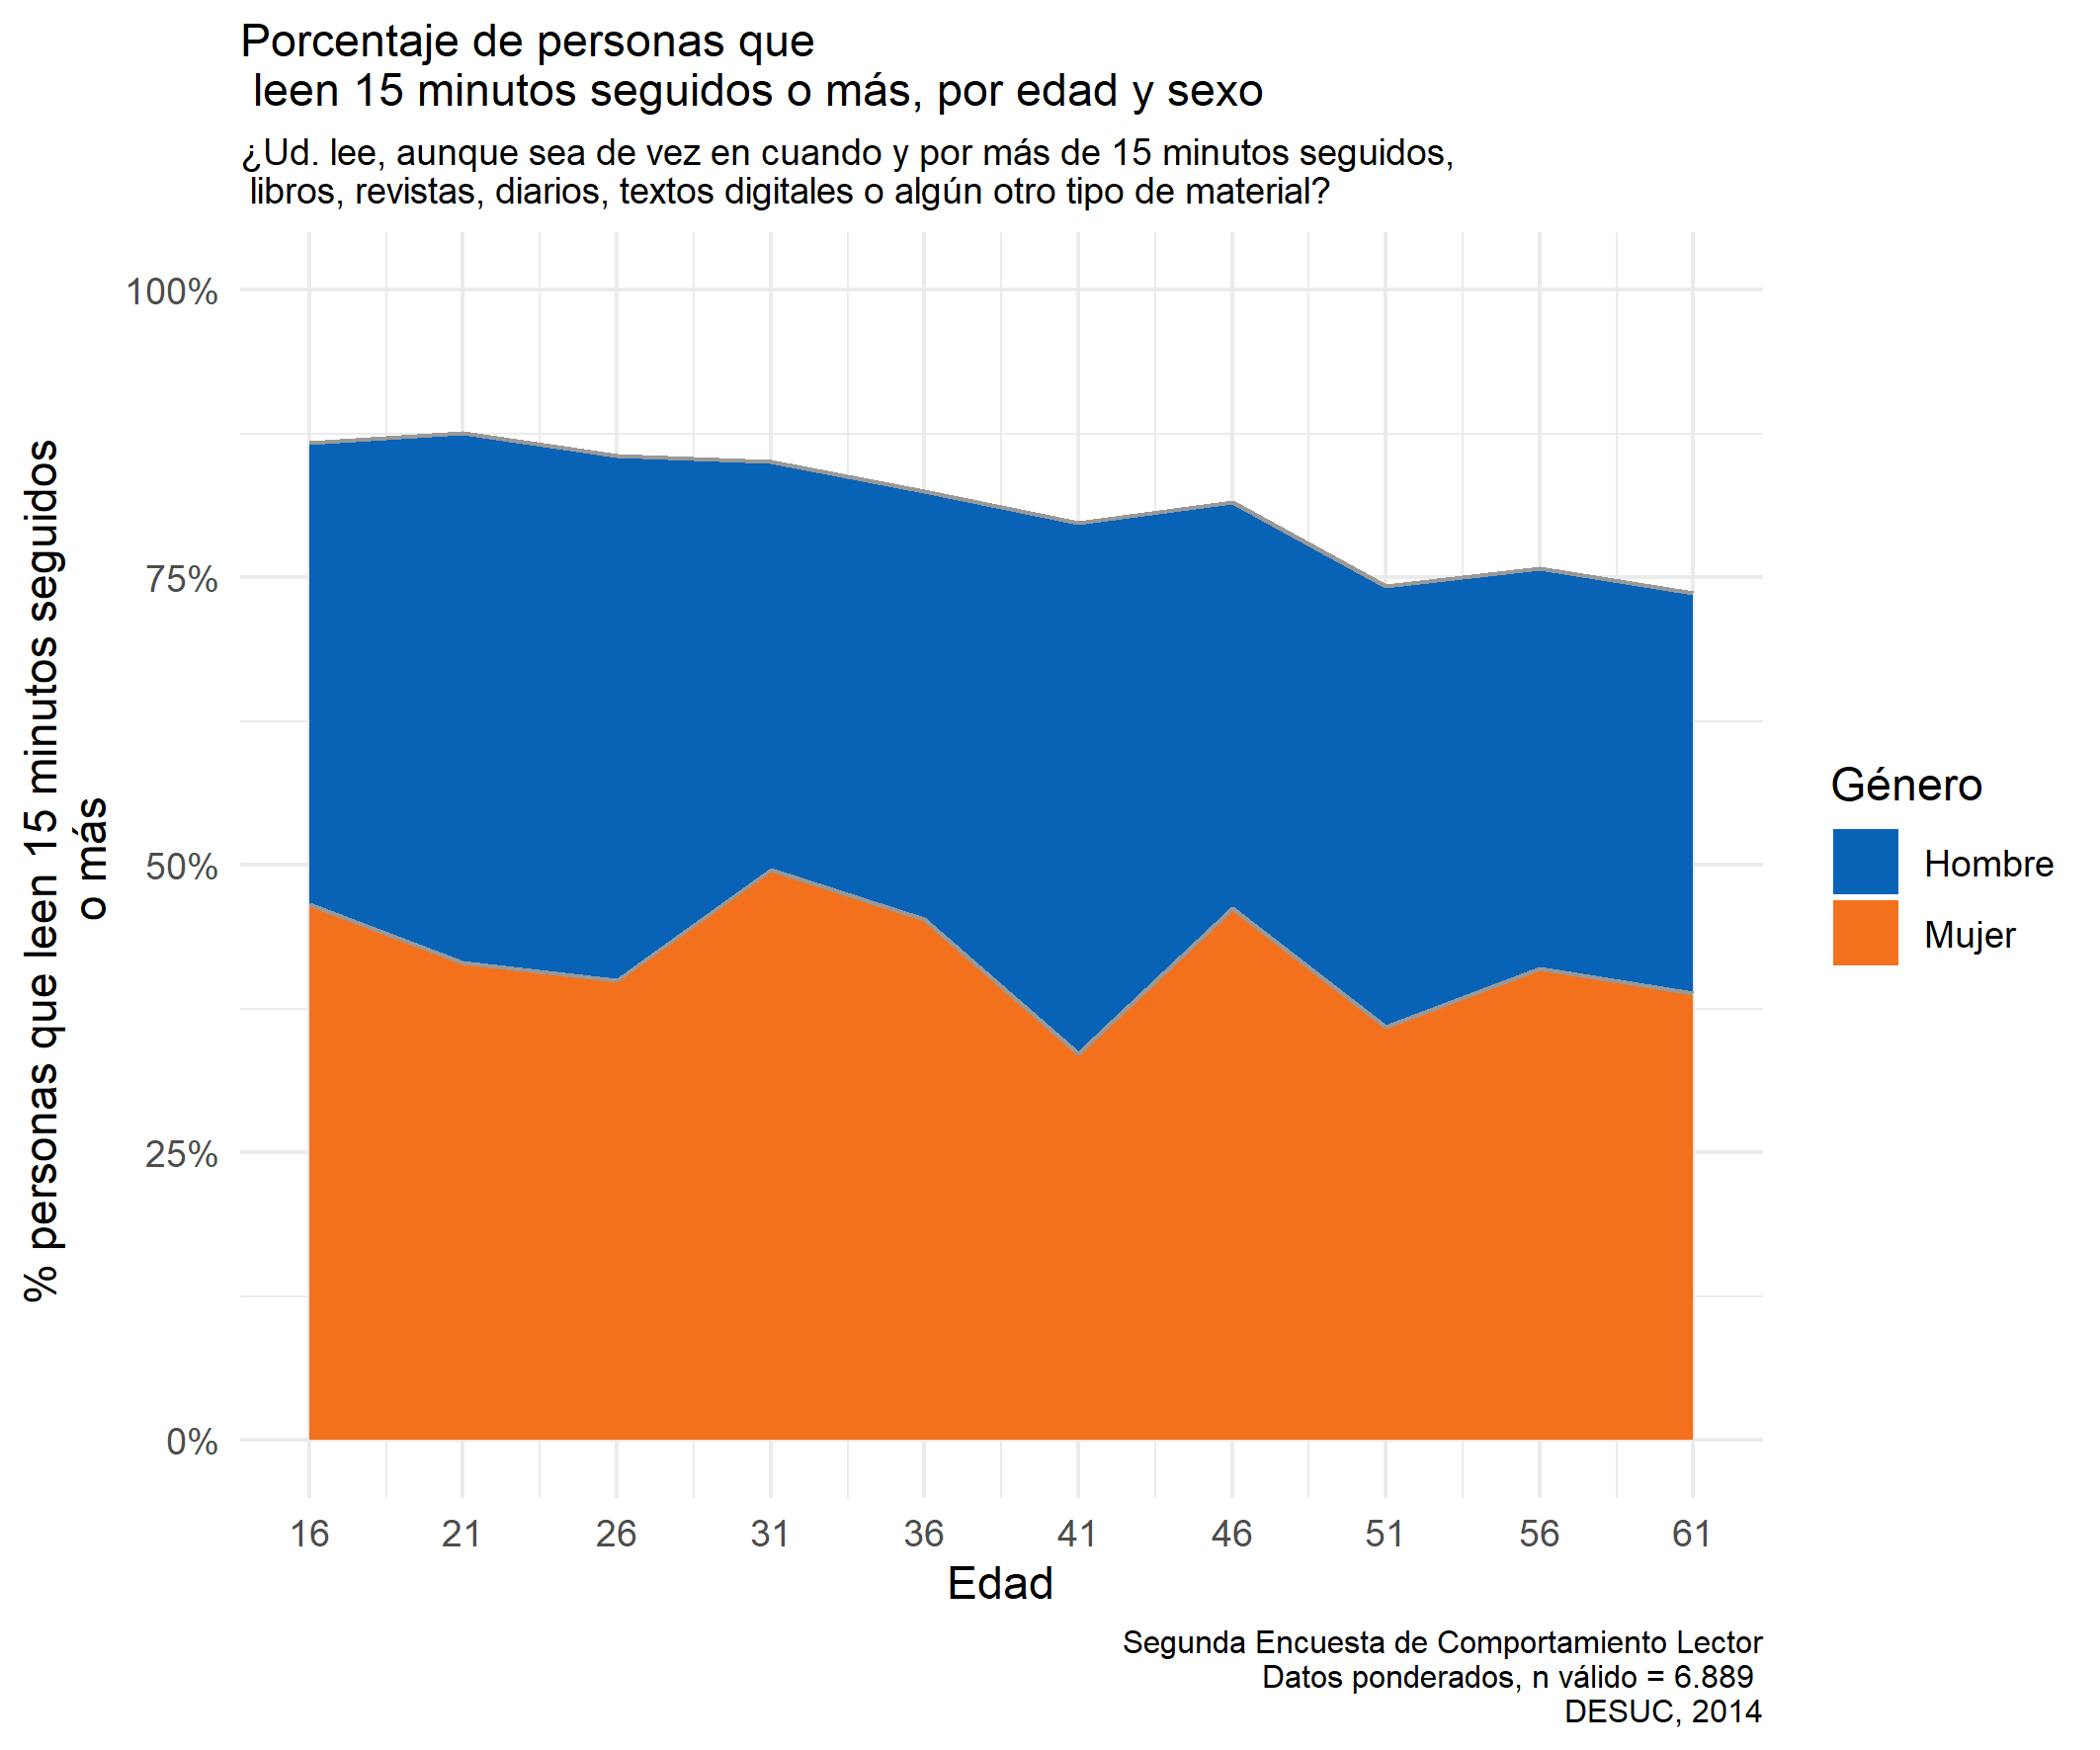 Porcentaje de personas que
leen 15 minutos seguidos o más, por edad y sexo
¿Ud. lee, aunque sea de vez en cuando y por más de 15 minutos seguidos,
libros, revistas, diarios, textos digitales o algún otro tipo de material?
% personas que leen 15 minutos seguidos
o más
100%
75%
50%
25%
0%
16 21 26 31 36 41 46 51 56 61
Edad
Género
Hombre
Mujer
Segunda Encuesta de Comportamiento Lector
Datos ponderados, n válido = 6.889
DESUC, 2014